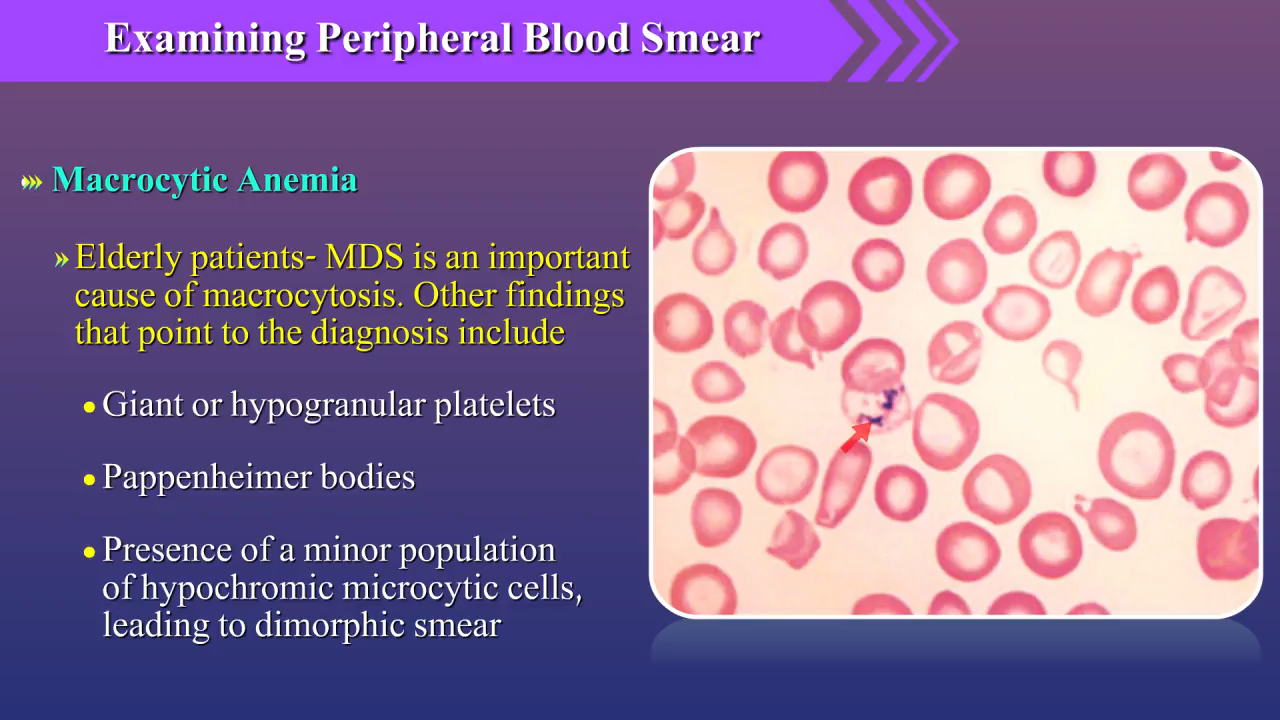 Examining Peripheral Blood Smear
Macrocytic Anemia
Elderly patients- MDS is an important
cause of macrocytosis. Other findings
that point to the diagnosis include
Giant or hypogranular platelets
Pappenheimer bodies
Presence of a minor population
of hypochromic microcytic cells,
leading to dimorphic smear